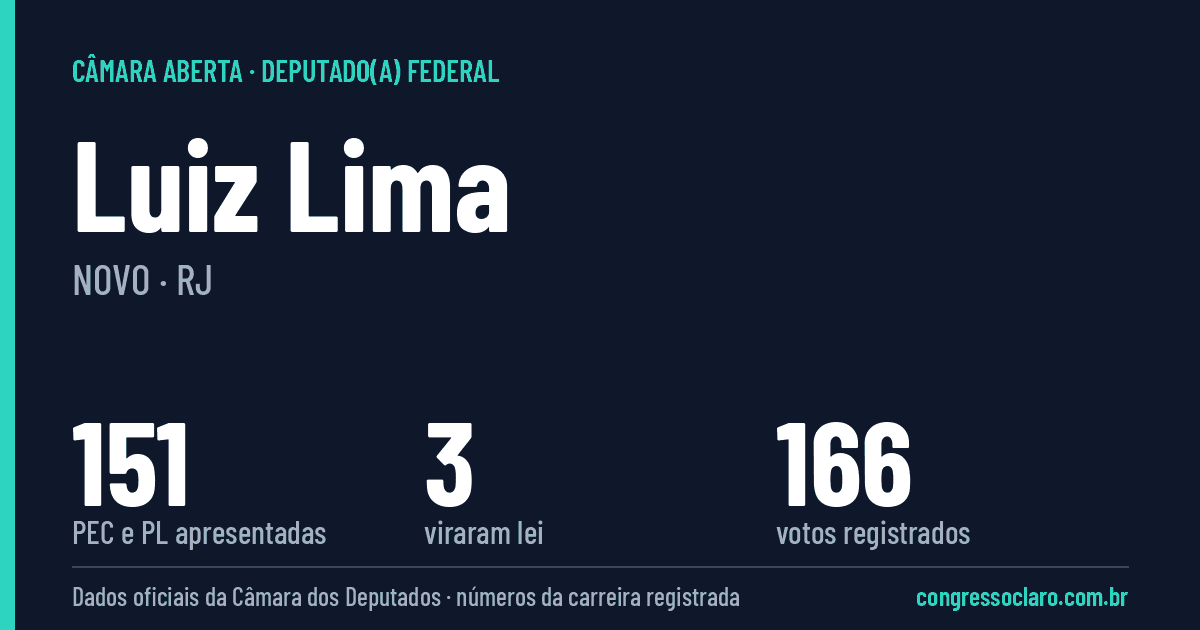 CÂMARA ABERTA · DEPUTADO(A) FEDERAL
Luiz Lima
NOVO · RJ
151
PEC e PL apresentadas
3
viraram lei
166
votos registrados
Dados oficiais da Câmara dos Deputados · números da carreira registrada
congressoclaro.com.br